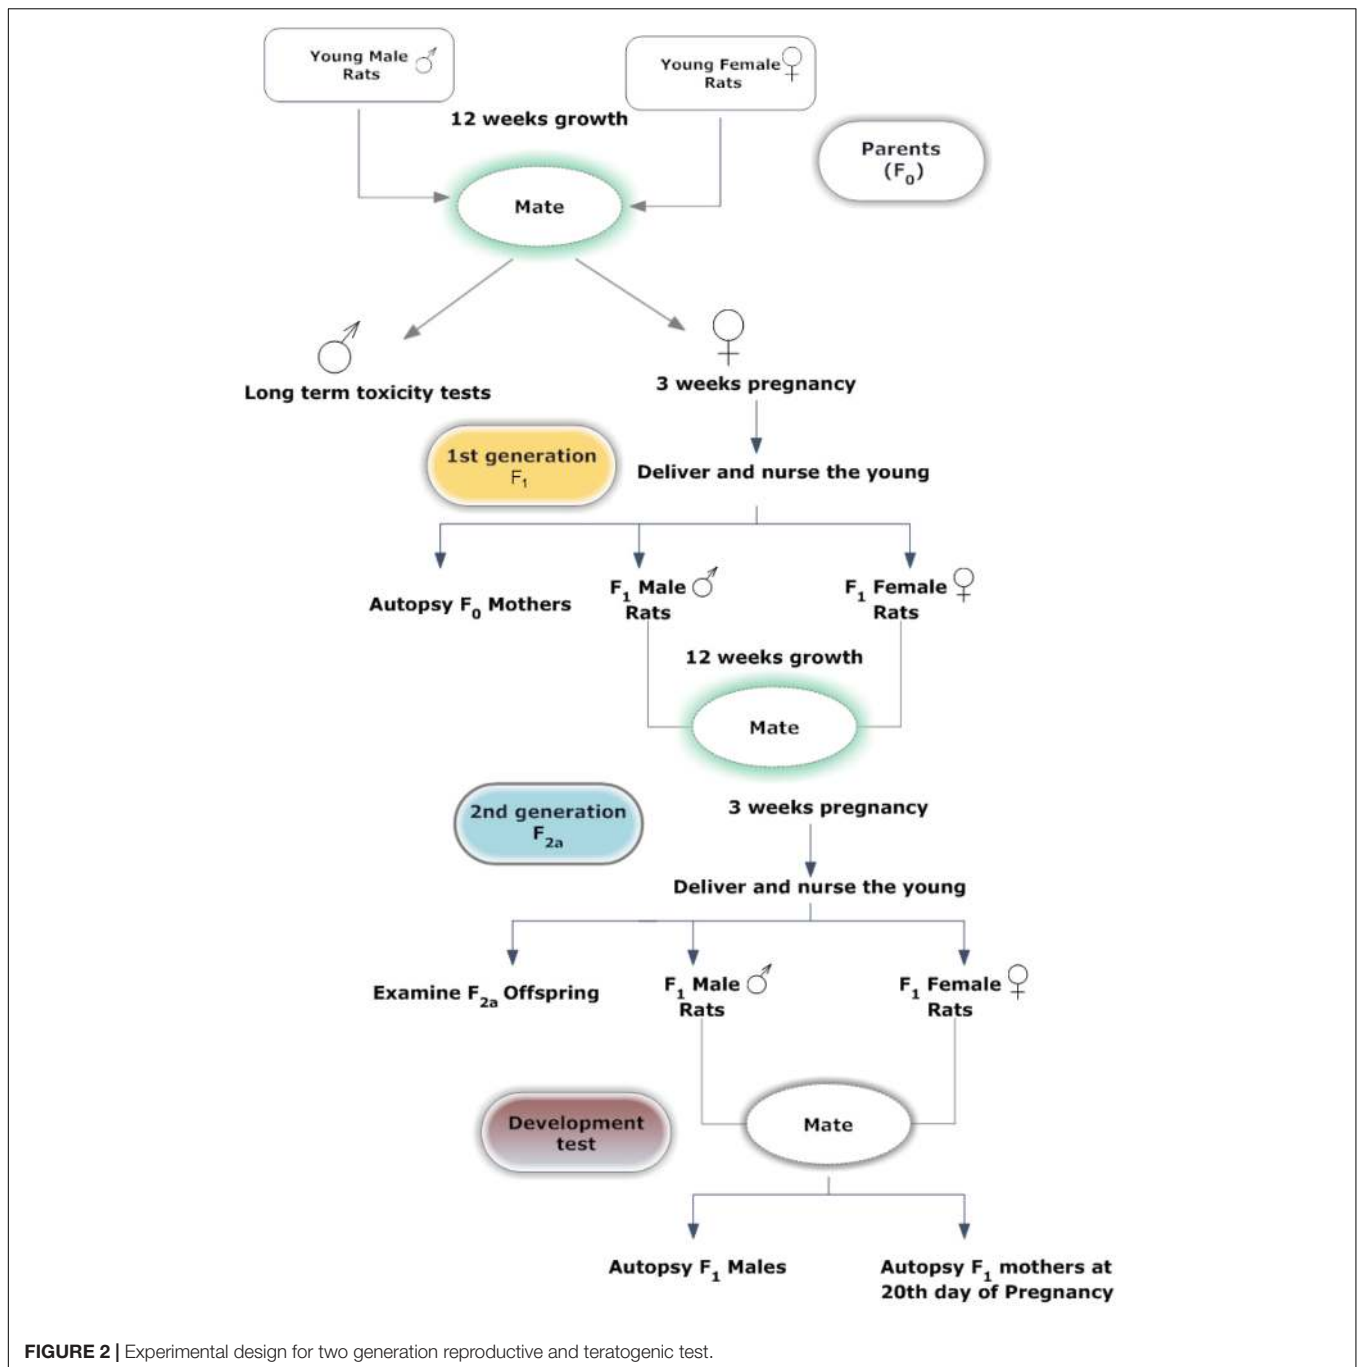 Young Male ♂
Rats
Young Female ♀
Rats
12 weeks growth
Parents
(F₀)
Mate
♂
Long term toxicity tests
♀
3 weeks pregnancy
1st generation
F₁
Deliver and nurse the young
Autopsy F₀ Mothers
F₁ Male ♂
Rats
F₁ Female ♀
Rats
12 weeks growth
Mate
2nd generation
F₂ₐ
3 weeks pregnancy
Deliver and nurse the young
Examine F₂ₐ Offspring
F₁ Male ♂
Rats
F₁ Female ♀
Rats
Development
test
Mate
Autopsy F₁ Males
Autopsy F₁ mothers at
20th day of Pregnancy
FIGURE 2 | Experimental design for two generation reproductive and teratogenic test.